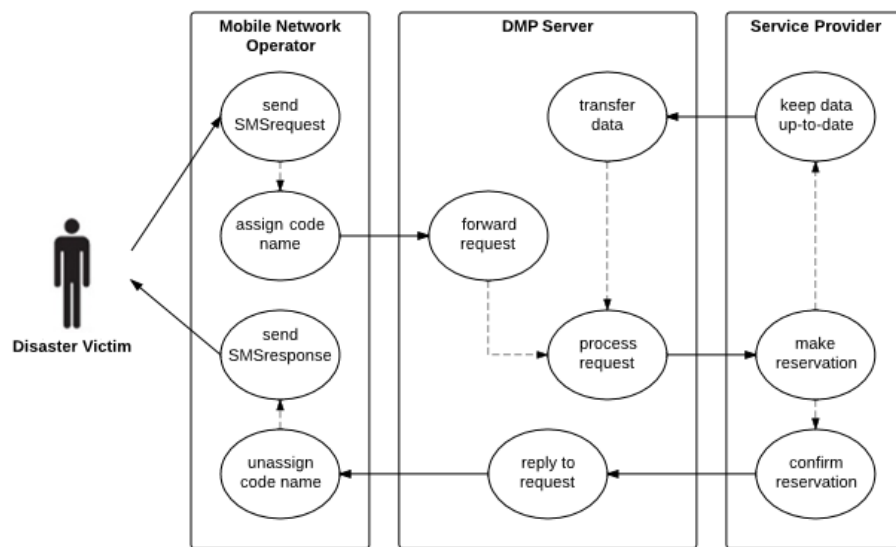 Mobile Network
Operator
DMP Server
Service Provider
send
SMSrequest
transfer
data
keep data
up-to-date
assign code
name
forward
request
Disaster Victim
send
SMSresponse
process
request
make
reservation
unassign
code name
reply to
request
confirm
reservation